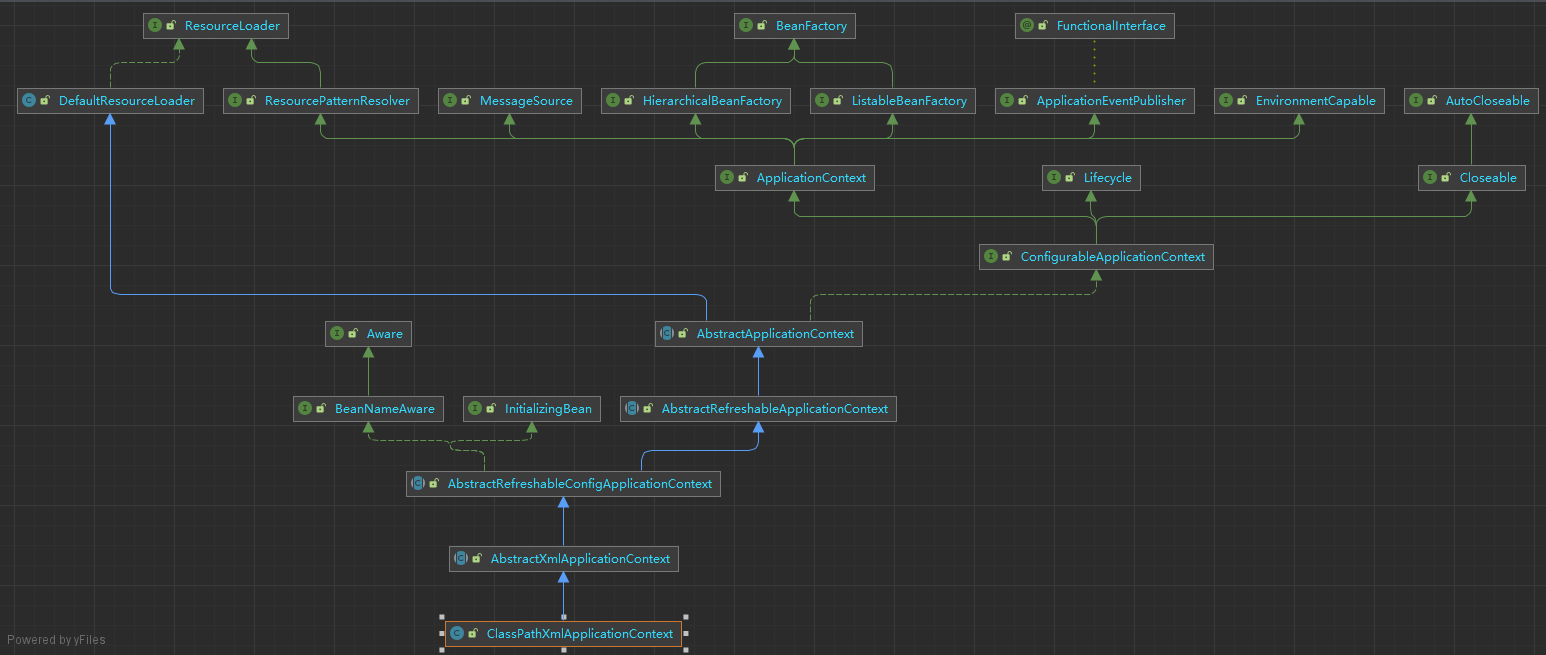 ResourceLoader
BeanFactory
FunctionalInterface
DefaultResourceLoader
ResourcePatternResolver
MessageSource
HierarchicalBeanFactory
ListableBeanFactory
ApplicationEventPublisher
EnvironmentCapable
AutoCloseable
ApplicationContext
Lifecycle
Closeable
ConfigurableApplicationContext
Aware
AbstractApplicationContext
BeanNameAware
InitializingBean
AbstractRefreshableApplicationContext
AbstractRefreshableConfigApplicationContext
AbstractXmlApplicationContext
ClassPathXmlApplicationContext
Powered by yFiles